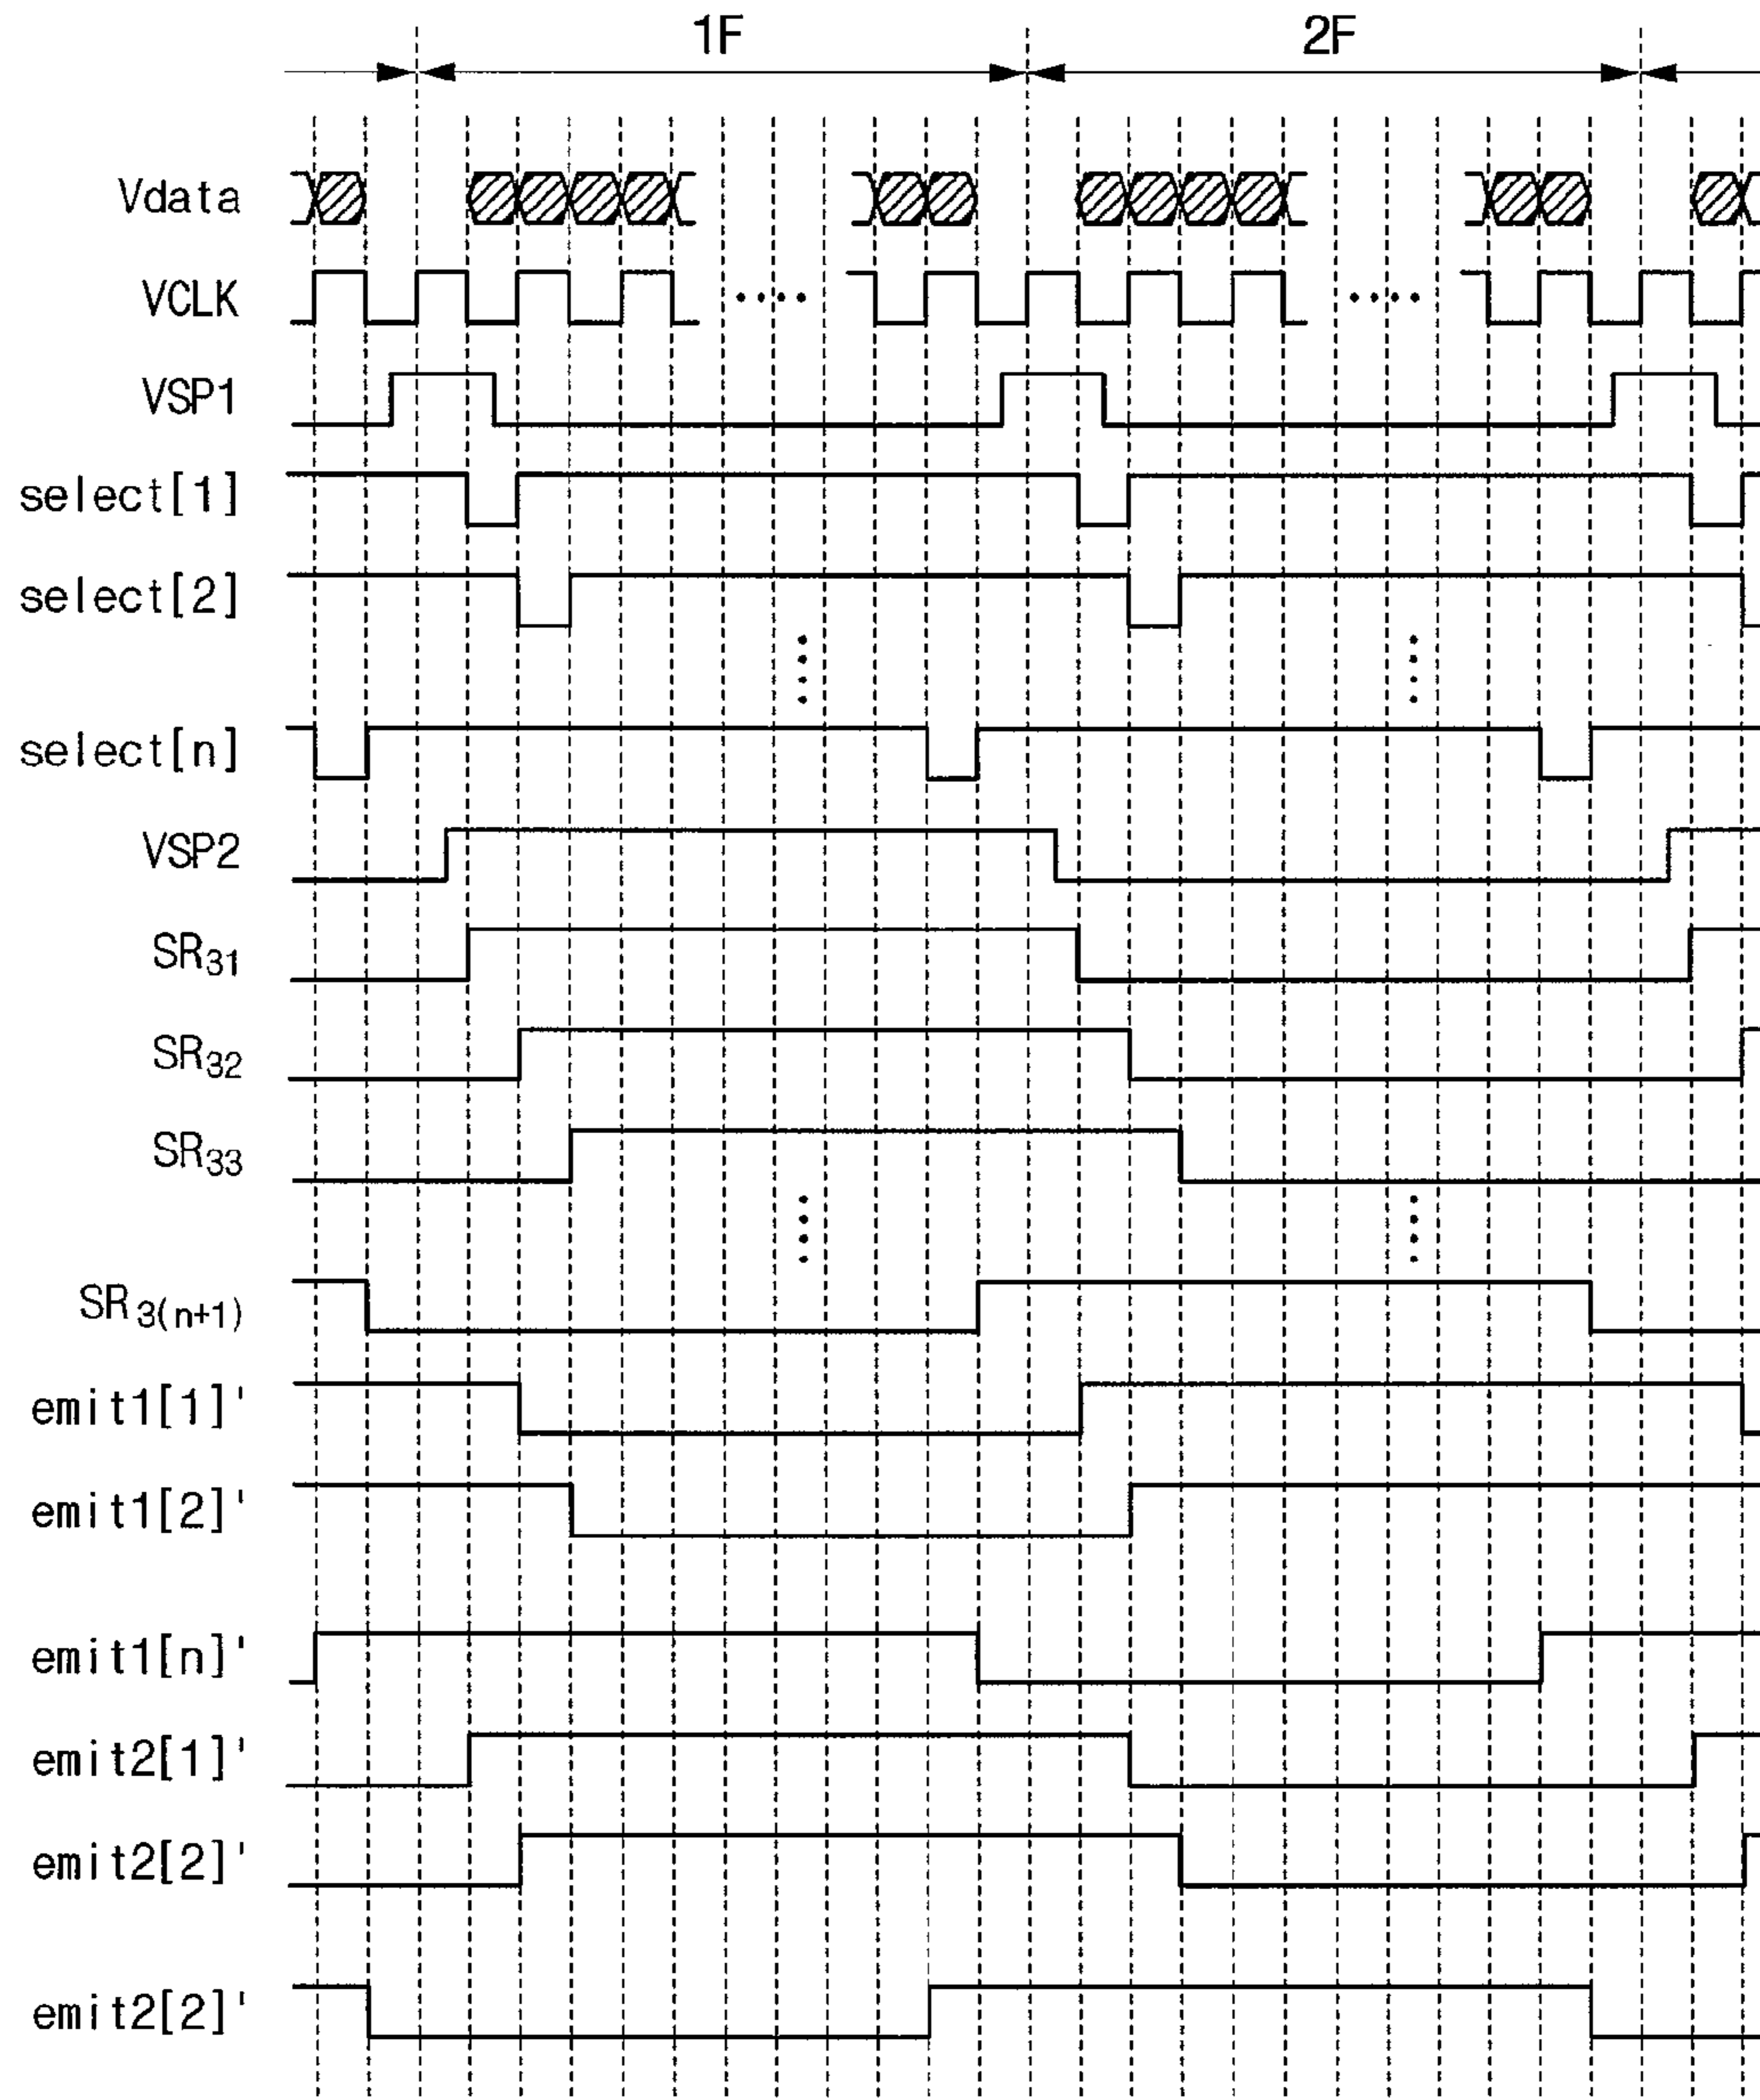 1F 2F
Vdata
VCLK
VSP1
select[1]
select[2]
select[n]
VSP2
SR31
SR32
SR33
SR3(n+1)
emit1[1]'
emit1[2]'
emit1[n]'
emit2[1]'
emit2[2]'
emit2[2]'